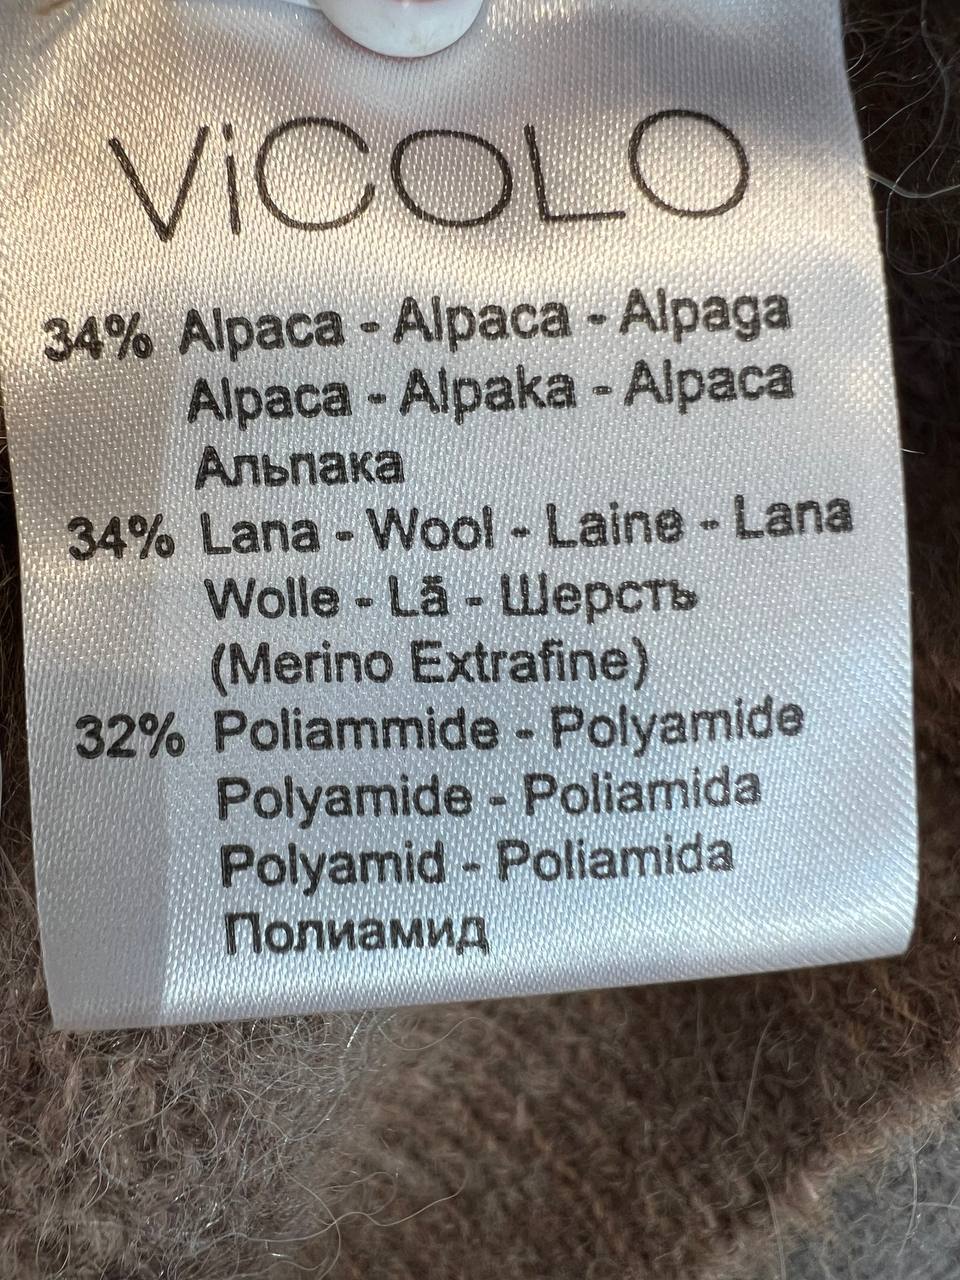 ViCOLO
34% Alpaca - Alpaca - Alpaga
Alpaca - Alpaka - Alpaca
Альпака
34% Lana - Wool - Laine - Lana
Wolle - Lã - Шерсть
(Merino Extrafine)
32% Poliammide - Polyamide
Polyamide - Poliamida
Polyamid - Poliamida
Полиамид